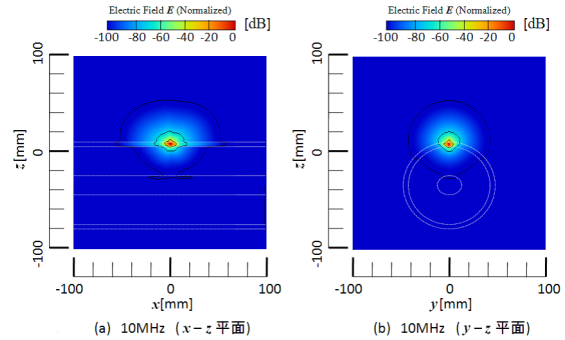 Electric Field E (Normalized)
-100 -80 -60 -40 -20 0 [dB]
100
0
-100
z[mm]
-100 0 100
x[mm]
(a) 10MHz (x−z 平面)
Electric Field E (Normalized)
-100 -80 -60 -40 -20 0 [dB]
100
0
-100
z[mm]
-100 0 100
y[mm]
(b) 10MHz (y−z 平面)